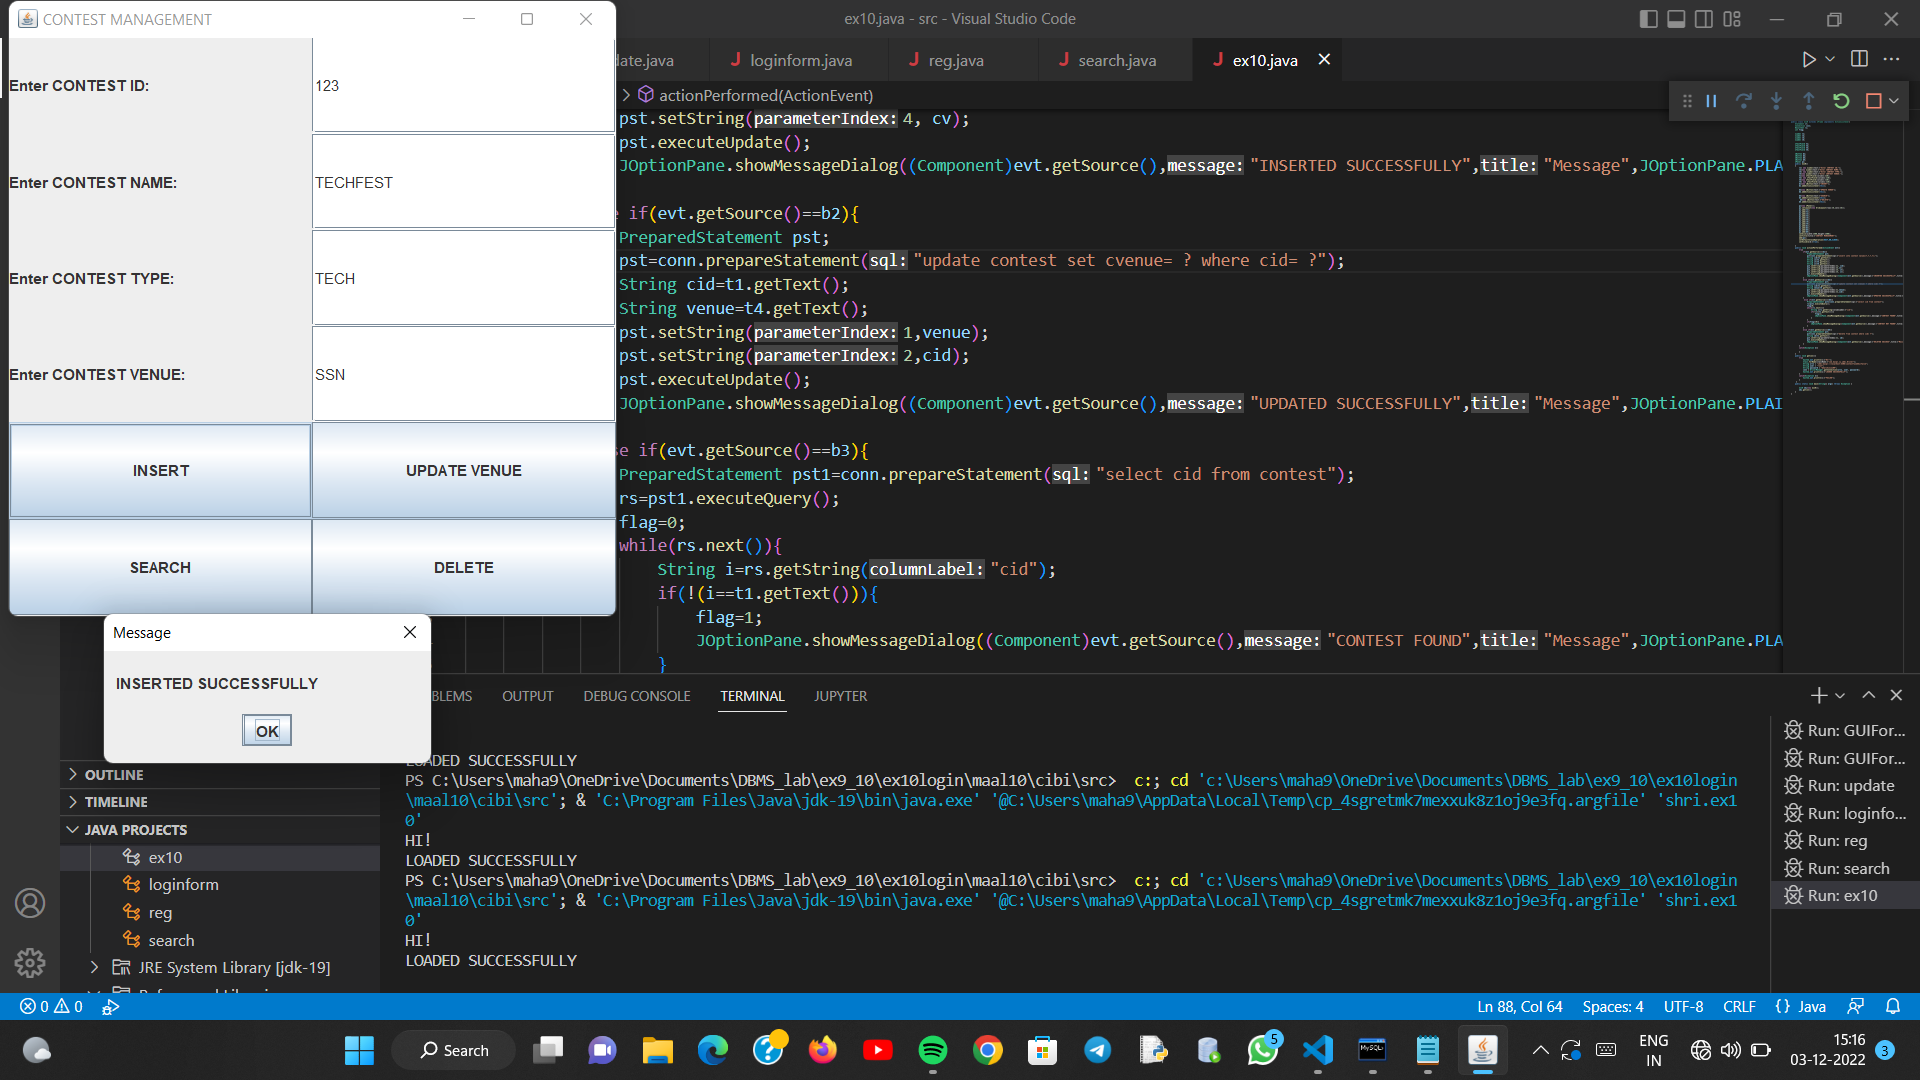 CONTEST MANAGEMENT
Enter CONTEST ID:
123
Enter CONTEST NAME:
TECHFEST
Enter CONTEST TYPE:
TECH
Enter CONTEST VENUE:
SSN
INSERT
UPDATE VENUE
SEARCH
DELETE
Message
INSERTED SUCCESSFULLY
OK
ex10.java - src - Visual Studio Code
date.java
loginform.java
reg.java
search.java
ex10.java
actionPerformed(ActionEvent)
pst.setString(parameterIndex: 4, cv);
pst.executeUpdate();
JOptionPane.showMessageDialog((Component)evt.getSource(),message: "INSERTED SUCCESSFULLY",title: "Message",JOptionPane.PLAI
if(evt.getSource()==b2){
PreparedStatement pst;
pst=conn.prepareStatement(sql: "update contest set cvenue= ? where cid= ?");
String cid=t1.getText();
String venue=t4.getText();
pst.setString(parameterIndex: 1,venue);
pst.setString(parameterIndex: 2,cid);
pst.executeUpdate();
JOptionPane.showMessageDialog((Component)evt.getSource(),message: "UPDATED SUCCESSFULLY",title: "Message",JOptionPane.PLAI
e if(evt.getSource()==b3){
PreparedStatement pst1=conn.prepareStatement(sql: "select cid from contest");
rs=pst1.executeQuery();
flag=0;
while(rs.next()){
String i=rs.getString(columnLabel: "cid");
if(!(i==t1.getText())){
flag=1;
JOptionPane.showMessageDialog((Component)evt.getSource(),message: "CONTEST FOUND",title: "Message",JOptionPane.PLAI
}
BLEMS
OUTPUT
DEBUG CONSOLE
TERMINAL
JUPYTER
LOADED SUCCESSFULLY
PS C:\Users\maha9\OneDrive\Documents\DBMS_lab\ex9_10\ex10login\maal10\cibi\src>  c:; cd 'c:\Users\maha9\OneDrive\Documents\DBMS_lab\ex9_10\ex10login
\maal10\cibi\src'; & 'C:\Program Files\Java\jdk-19\bin\java.exe' '@C:\Users\maha9\AppData\Local\Temp\cp_4sgretmk7mexxuk8z1oj9e3fq.argfile' 'shri.ex1
0'
HI!
LOADED SUCCESSFULLY
PS C:\Users\maha9\OneDrive\Documents\DBMS_lab\ex9_10\ex10login\maal10\cibi\src>  c:; cd 'c:\Users\maha9\OneDrive\Documents\DBMS_lab\ex9_10\ex10login
\maal10\cibi\src'; & 'C:\Program Files\Java\jdk-19\bin\java.exe' '@C:\Users\maha9\AppData\Local\Temp\cp_4sgretmk7mexxuk8z1oj9e3fq.argfile' 'shri.ex1
0'
HI!
LOADED SUCCESSFULLY
Run: GUIFor...
Run: GUIFor...
Run: update
Run: loginfo...
Run: reg
Run: search
Run: ex10
OUTLINE
TIMELINE
JAVA PROJECTS
ex10
loginform
reg
search
JRE System Library [jdk-19]
0 0
Ln 88, Col 64
Spaces: 4
UTF-8
CRLF
{ } Java
Search
MySQL
5
ENG
IN
15:16
03-12-2022
3